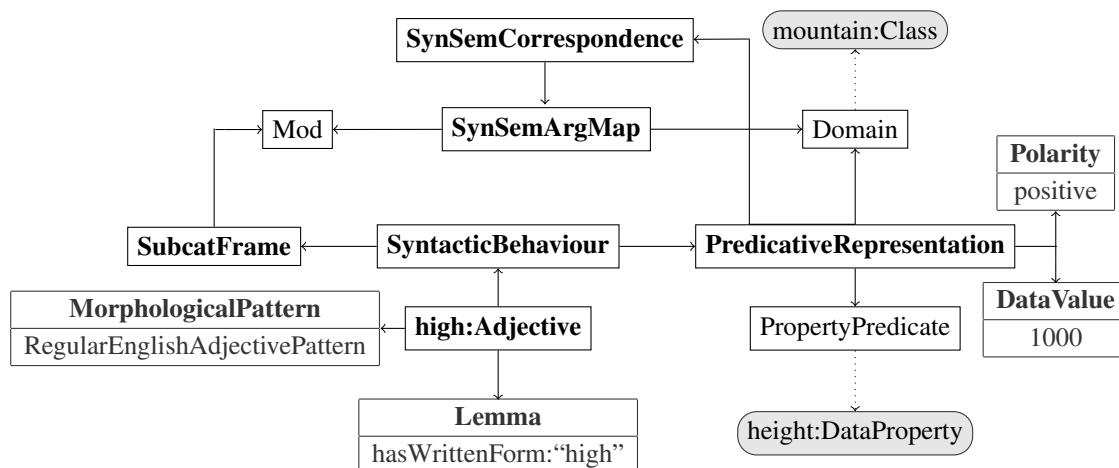 SynSemCorrespondence
mountain:Class
Mod
SynSemArgMap
Domain
Polarity
positive
SubcatFrame
SyntacticBehaviour
PredicativeRepresentation
MorphologicalPattern
RegularEnglishAdjectivePattern
high:Adjective
PropertyPredicate
DataValue
1000
Lemma
hasWrittenForm:“high”
height:DataProperty